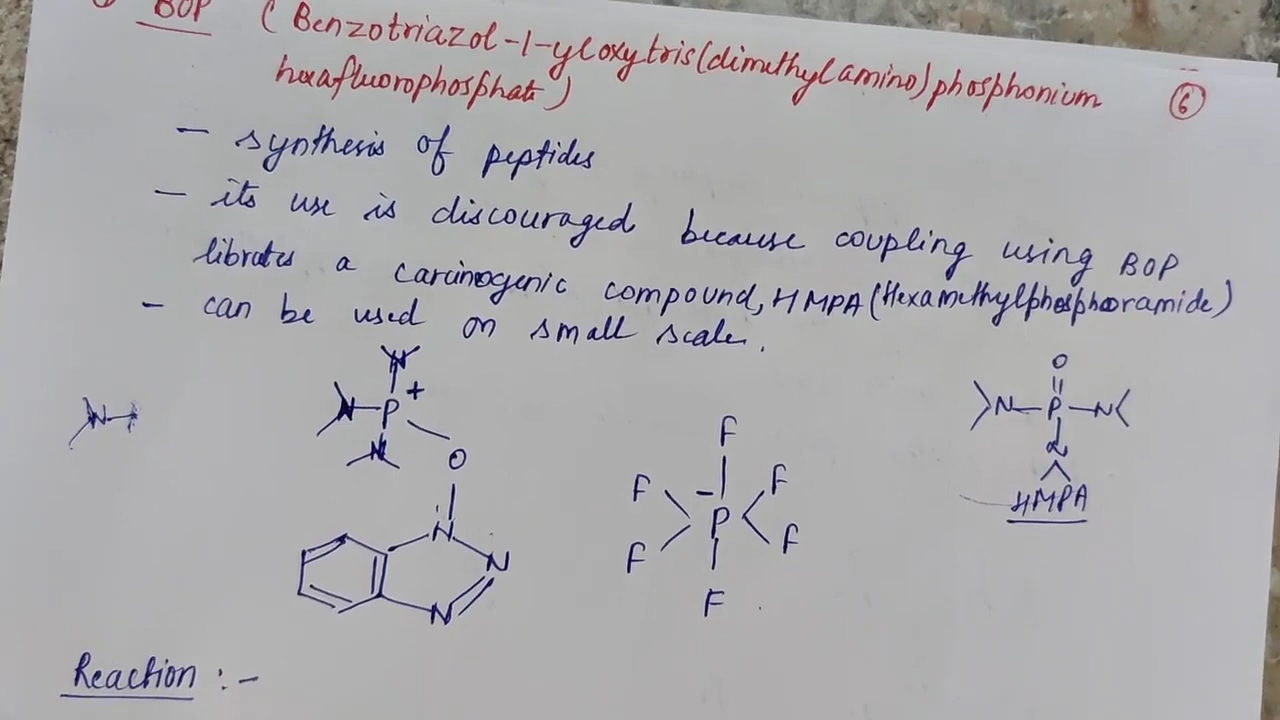 BOP (Benzotriazol-1-yloxytris(dimethylamino)phosphonium
hexafluorophosphate)
6
- synthesis of peptides
- its use is discouraged because coupling using BOP
librates a carcinogenic compound, HMPA (Hexamethylphosphoramide)
- can be used on small scale.
N
N-P+
N
O
N
N
N
F
F F
-P
F F
F
O
N-P-N
N
HMPA
N
Reaction :-